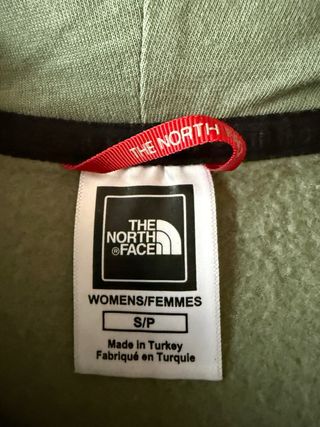 THE NORTH
THE
NORTH
FACE
®
WOMENS/FEMMES
S/P
Made in Turkey
Fabriqué en Turquie